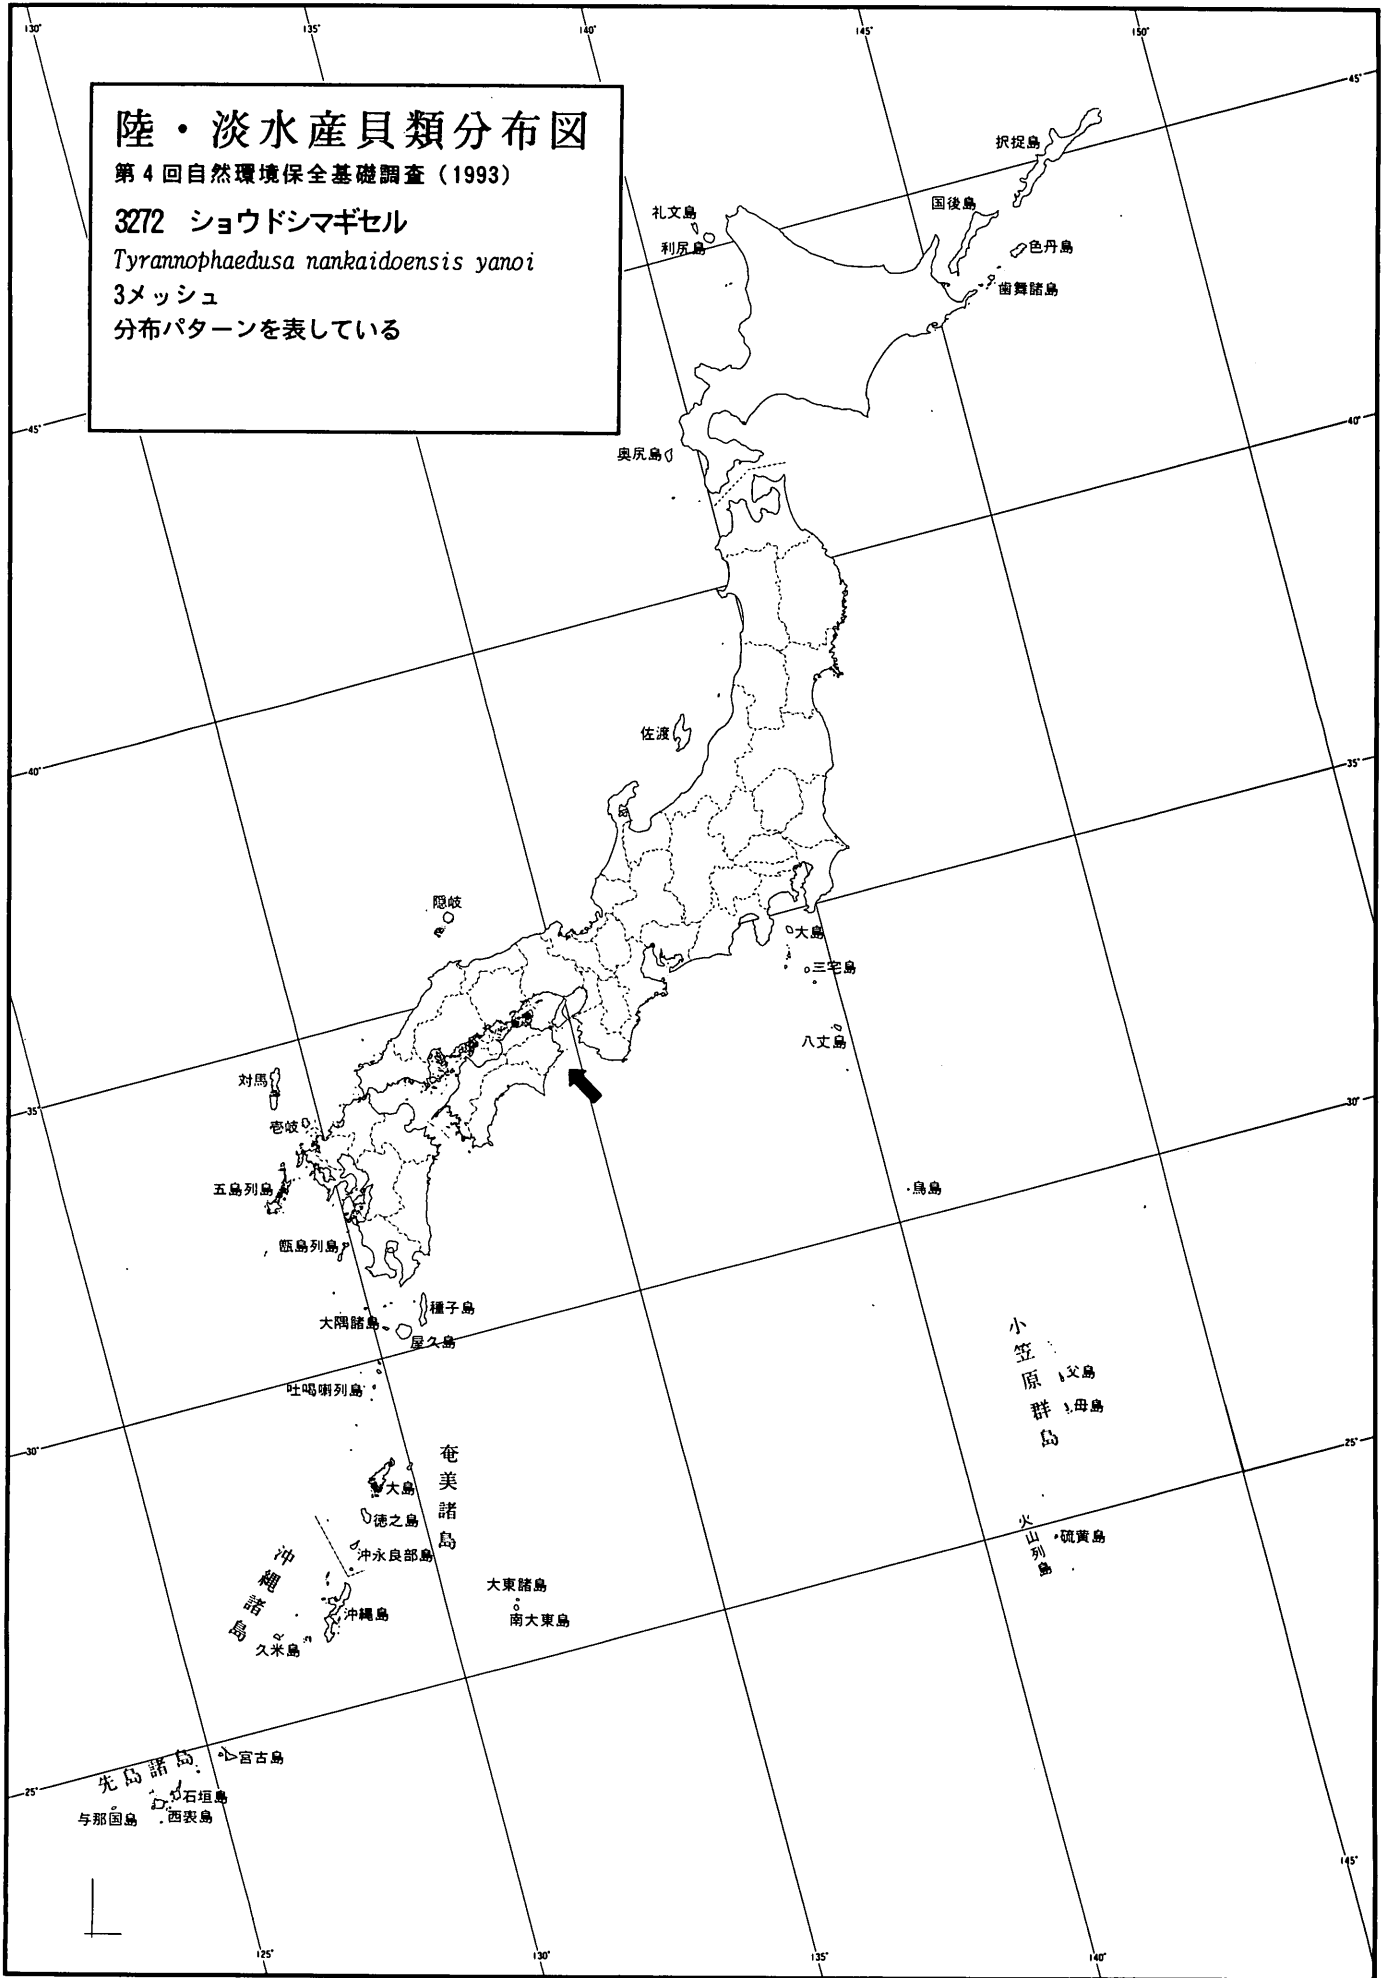 130°
135°
140°
145°
150°
45°
陸・淡水産貝類分布図
第4回自然環境保全基礎調査（1993）
3272 ショウドシマギセル
Tyrannophaedusa nankaidoensis yanoi
3メッシュ
分布パターンを表している
択捉島
礼文島
国後島
利尻島
色丹島
歯舞諸島
45°
40°
奥尻島
佐渡
40°
35°
隠岐
大島
三宅島
八丈島
対馬
35°
壱岐
30°
五島列島
鳥島
甑島列島
種子島
大隅諸島
屋久島
小笠原群島
父島
吐喝喇列島
母島
30°
奄美諸島
25°
大島
徳之島
火山列島
硫黄島
沖永良部島
沖縄諸島
大東諸島
沖縄島
南大東島
久米島
先島諸島
宮古島
25°
石垣島
与那国島
西表島
145°
125°
130°
135°
140°